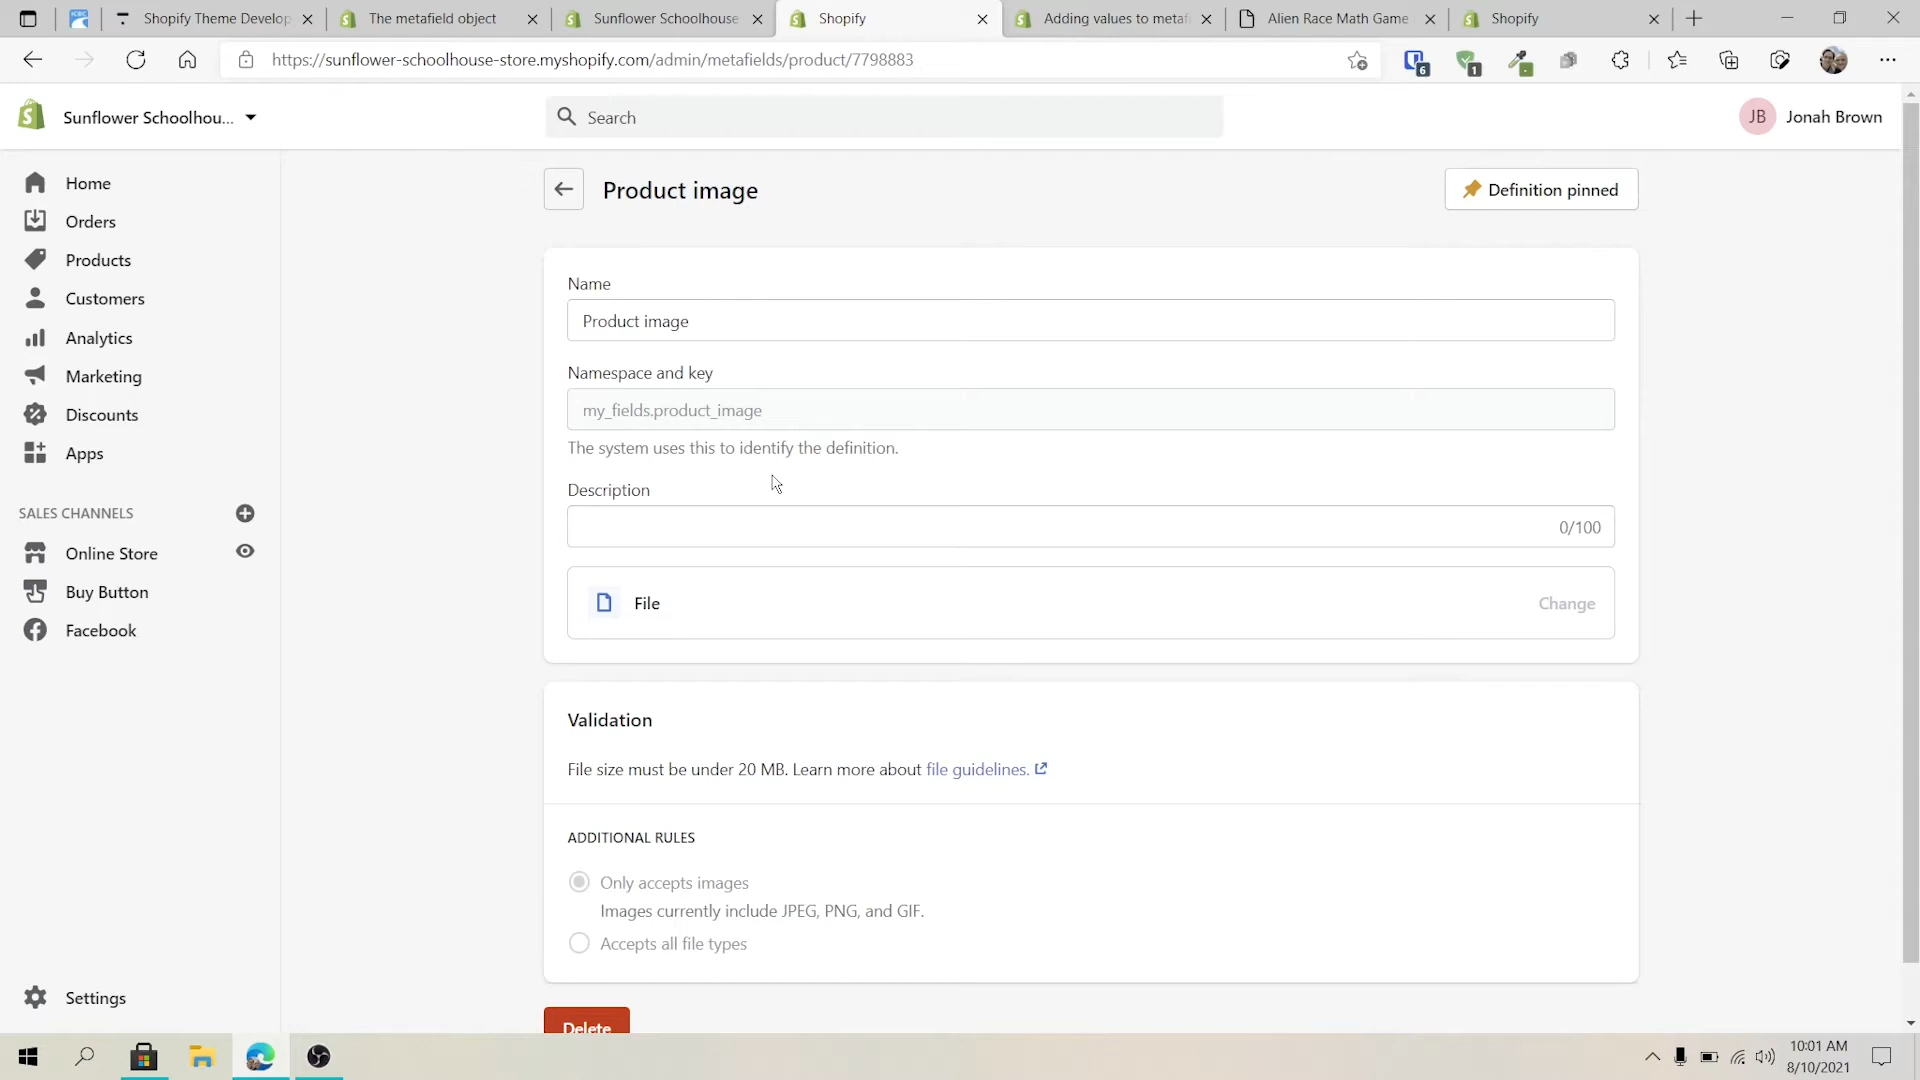 Shopify Theme Develop
The metafield object
Sunflower Schoolhouse
Shopify
Adding values to metaf
Alien Race Math Game
Shopify
https://sunflower-schoolhouse-store.myshopify.com/admin/metafields/product/7798883
6
1
Sunflower Schoolhou...
Search
JB
Jonah Brown
Home
Orders
Products
Customers
Analytics
Marketing
Discounts
Apps
SALES CHANNELS
Online Store
Buy Button
Facebook
Settings
Product image
Definition pinned
Name
Product image
Namespace and key
my_fields.product_image
The system uses this to identify the definition.
Description
0/100
File
Change
Validation
File size must be under 20 MB. Learn more about file guidelines.
ADDITIONAL RULES
Only accepts images
Images currently include JPEG, PNG, and GIF.
Accepts all file types
Delete
10:01 AM
8/10/2021